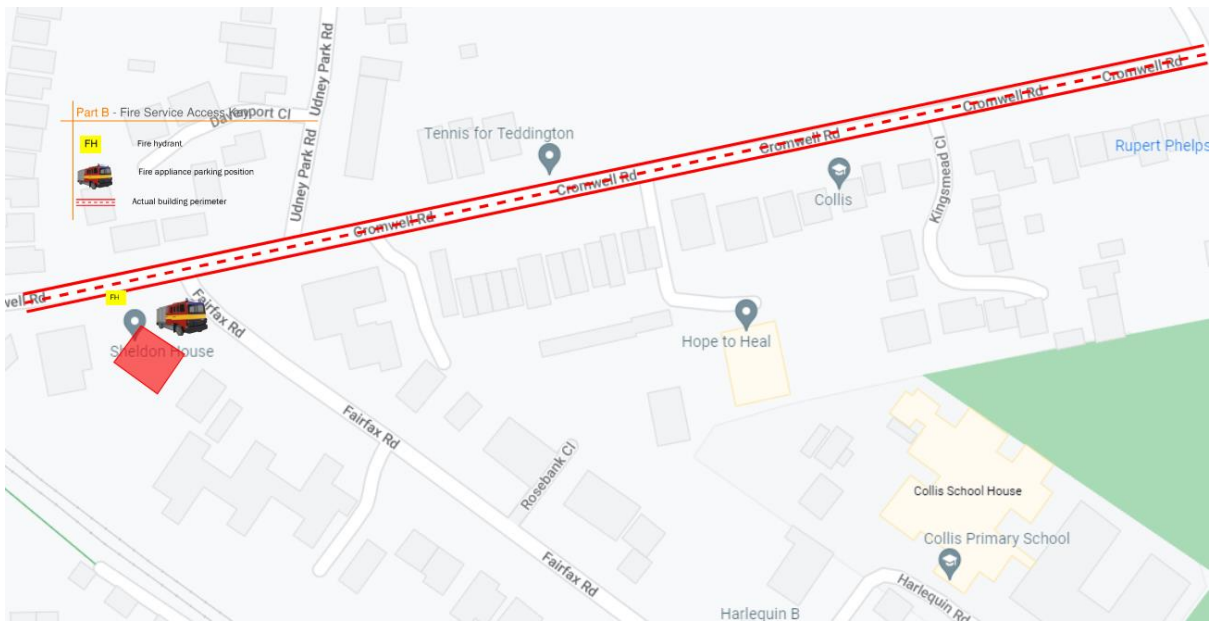 Udney Park Rd
Part B - Fire Service Access Key
Davenport Cl
FH
Fire hydrant
Fire appliance parking position
Actual building perimeter
Udney Park Rd
Tennis for Teddington
Cromwell Rd
Cromwell Rd
Cromwell Rd
Cromwell Rd
Cromwell Rd
Rupert Phelps
Collis
Kingsmead Cl
well Rd
FH
Fairfax Rd
Sheldon House
Hope to Heal
Fairfax Rd
Rosebank Cl
Collis School House
Collis Primary School
Fairfax Rd
Harlequin Rd
Harlequin B